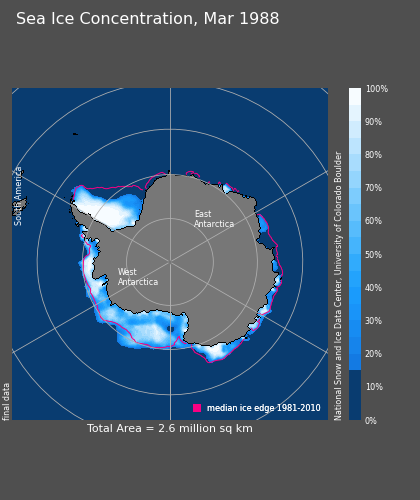 Sea Ice Concentration, Mar 1988
South America
East
Antarctica
West
Antarctica
final data
median ice edge 1981-2010
Total Area = 2.6 million sq km
National Snow and Ice Data Center, University of Colorado Boulder
100%
90%
80%
70%
60%
50%
40%
30%
20%
10%
0%